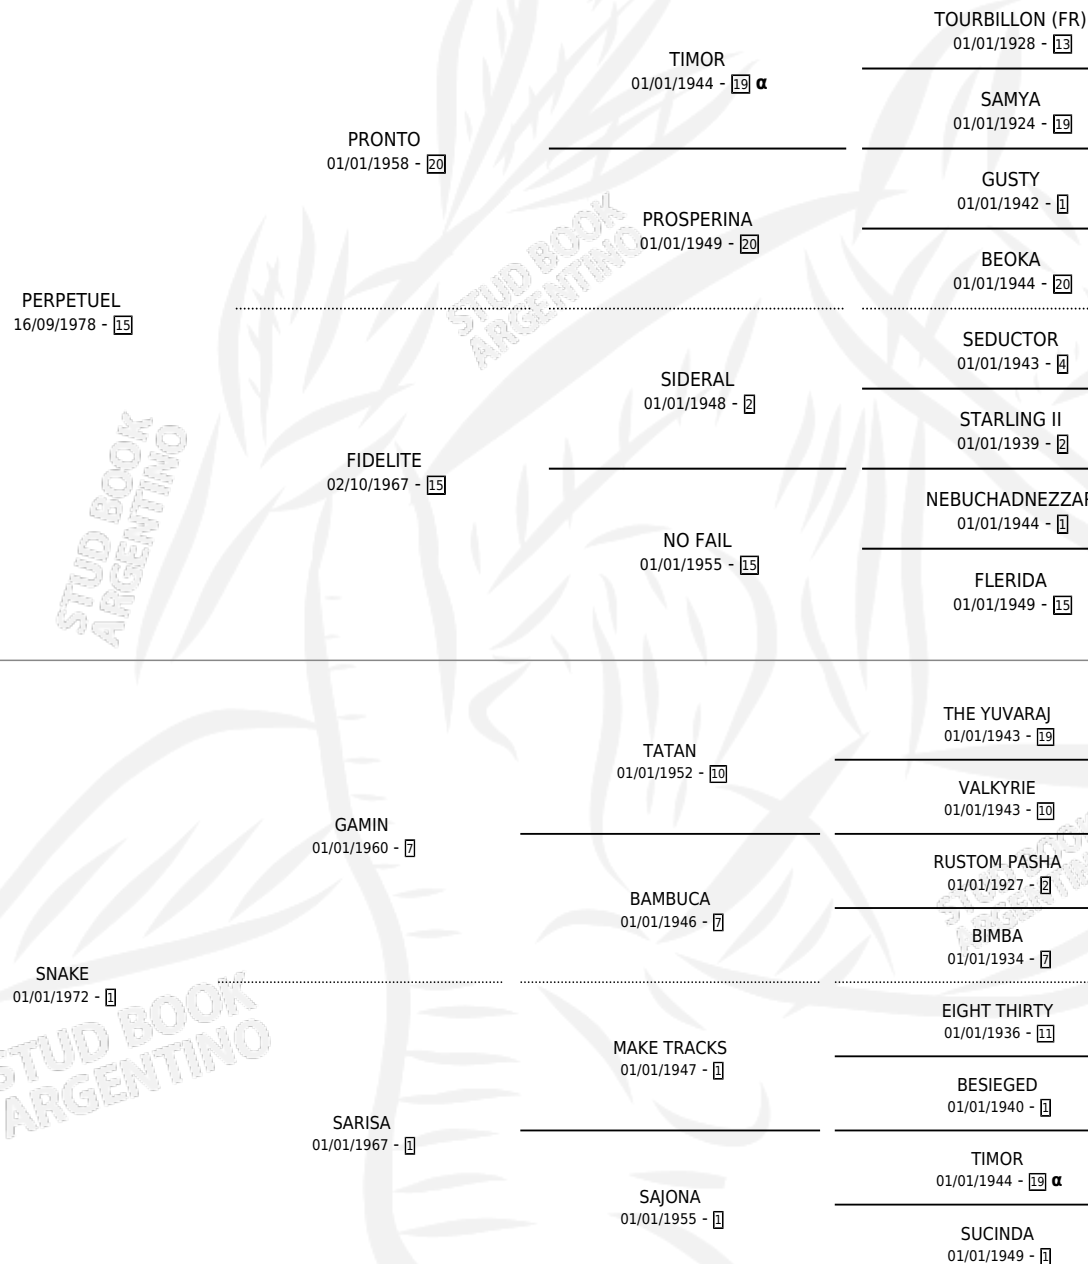 TOURBILLON (FR)
01/01/1928 - 13
TIMOR
01/01/1944 - 19 α
SAMYA
01/01/1924 - 19
PRONTO
01/01/1958 - 20
GUSTY
01/01/1942 - 1
PROSPERINA
01/01/1949 - 20
BEOKA
01/01/1944 - 20
PERPETUEL
16/09/1978 - 15
SEDUCTOR
01/01/1943 - 4
SIDERAL
01/01/1948 - 2
STARLING II
01/01/1939 - 2
FIDELITE
02/10/1967 - 15
NEBUCHADNEZZAR
01/01/1944 - 1
NO FAIL
01/01/1955 - 15
FLERIDA
01/01/1949 - 15
THE YUVARAJ
01/01/1943 - 19
TATAN
01/01/1952 - 10
VALKYRIE
01/01/1943 - 10
GAMIN
01/01/1960 - 7
RUSTOM PASHA
01/01/1927 - 2
BAMBUCA
01/01/1946 - 7
BIMBA
01/01/1934 - 7
SNAKE
01/01/1972 - 1
EIGHT THIRTY
01/01/1936 - 11
MAKE TRACKS
01/01/1947 - 1
BESIEGED
01/01/1940 - 1
SARISA
01/01/1967 - 1
TIMOR
01/01/1944 - 19 α
SAJONA
01/01/1955 - 1
SUCINDA
01/01/1949 - 1
STUD BOOK
ARGENTINO
STUD BOOK
ARGENTINO
STUD BOOK
ARGENTINO
STUD BOOK
ARGENTINO